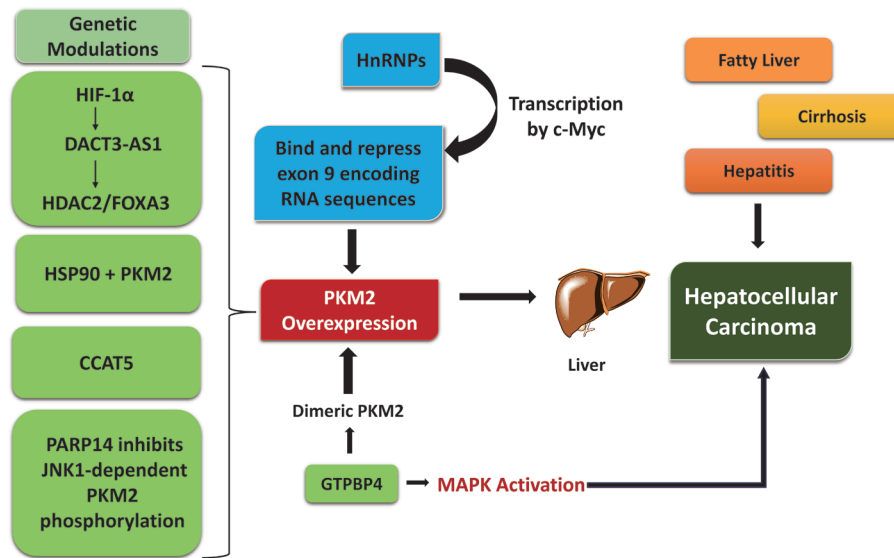 Genetic
Modulations
HIF-1α
DACT3-AS1
HDAC2/FOXA3
HSP90 + PKM2
CCAT5
PARP14 inhibits
JNK1-dependent
PKM2
phosphorylation
HnRNPs
Transcription
by c-Myc
Bind and repress
exon 9 encoding
RNA sequences
PKM2
Overexpression
Dimeric PKM2
GTPBP4
MAPK Activation
Liver
Fatty Liver
Cirrhosis
Hepatitis
Hepatocellular
Carcinoma